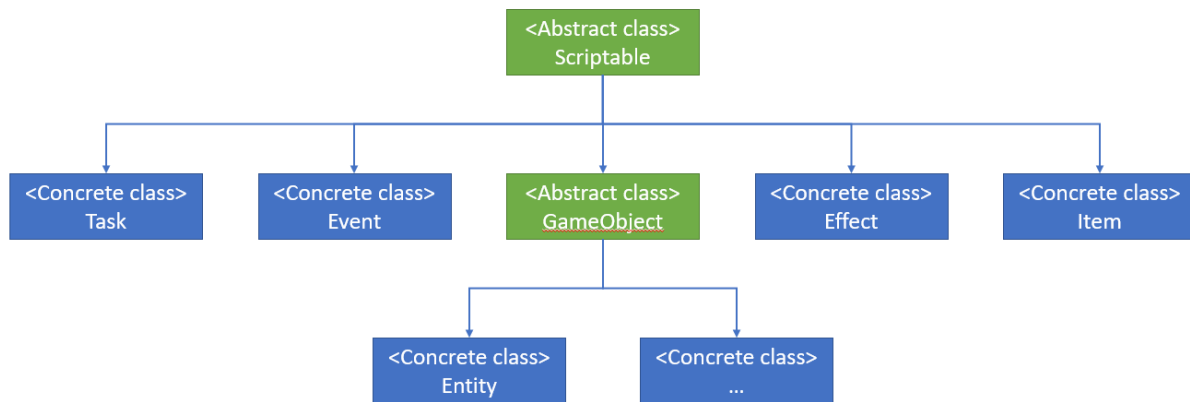 <Abstract class>
Scriptable
<Concrete class>
Task
<Concrete class>
Event
<Abstract class>
GameObject
<Concrete class>
Effect
<Concrete class>
Item
<Concrete class>
Entity
<Concrete class>
...